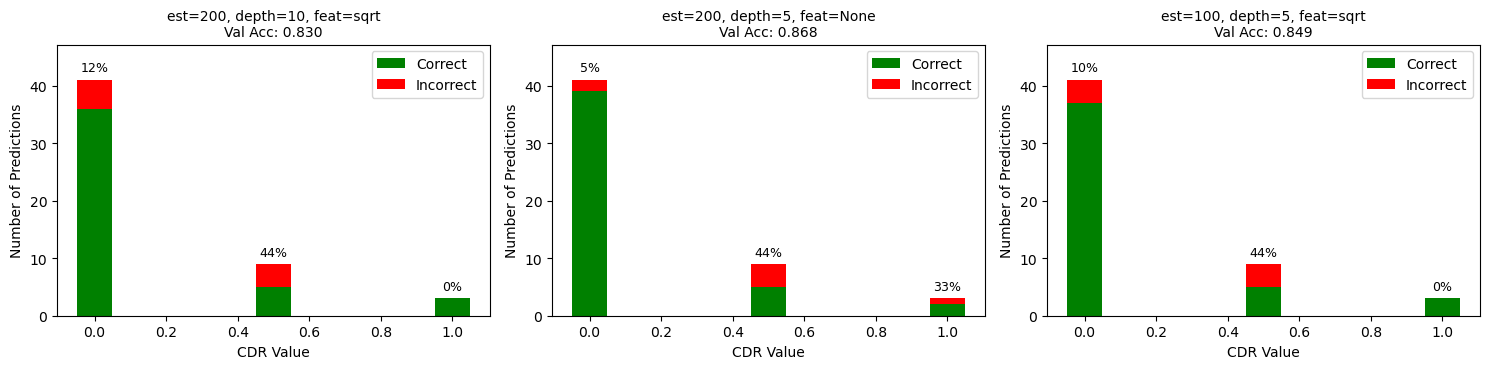 est=200, depth=10, feat=sqrt
Val Acc: 0.830
12%
Correct
Incorrect
40
30
20
10
0
44%
0%
0.0 0.2 0.4 0.6 0.8 1.0
CDR Value
Number of Predictions
est=200, depth=5, feat=None
Val Acc: 0.868
5%
Correct
Incorrect
40
30
20
10
0
44%
33%
0.0 0.2 0.4 0.6 0.8 1.0
CDR Value
Number of Predictions
est=100, depth=5, feat=sqrt
Val Acc: 0.849
10%
Correct
Incorrect
40
30
20
10
0
44%
0%
0.0 0.2 0.4 0.6 0.8 1.0
CDR Value
Number of Predictions